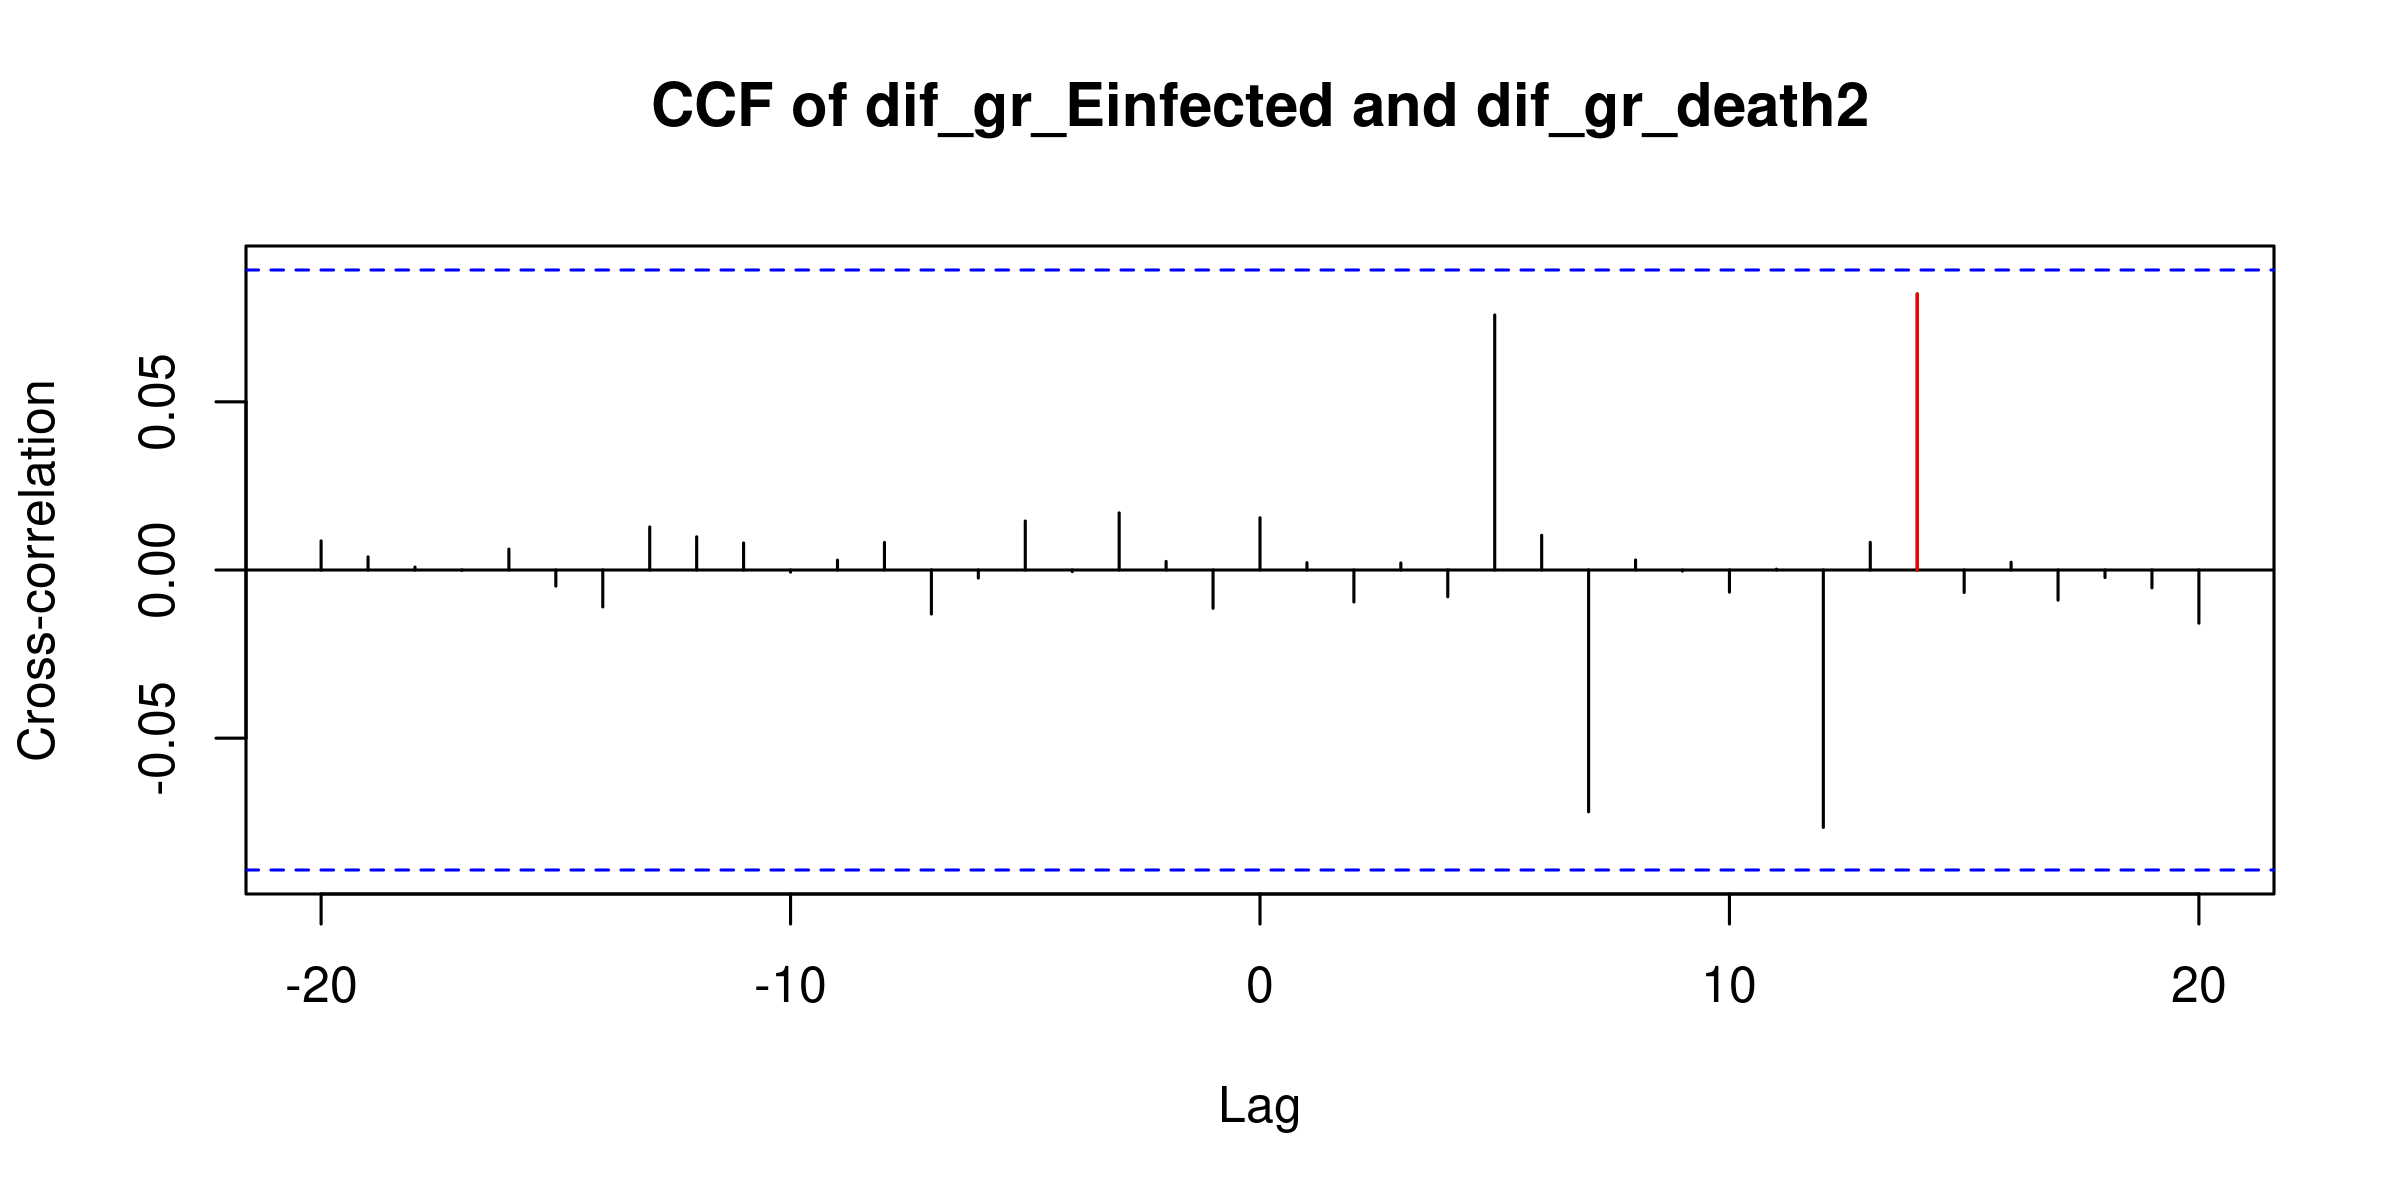 CCF of dif_gr_Einfected and dif_gr_death2
Cross-correlation
0.05
0.00
-0.05
-20 -10 0 10 20
Lag